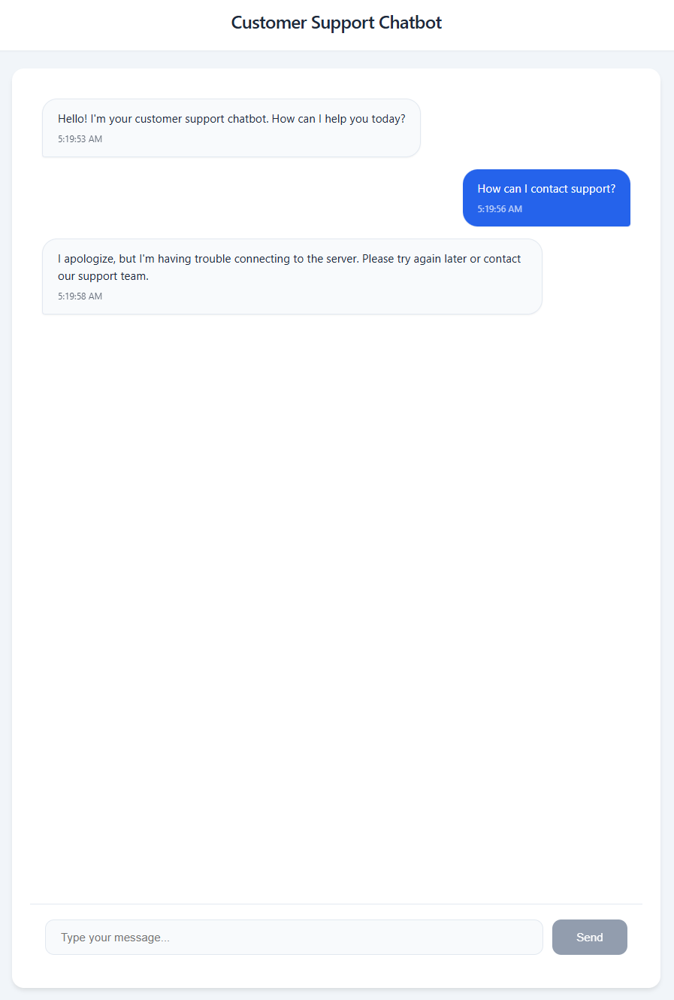 Customer Support Chatbot
Hello! I'm your customer support chatbot. How can I help you today?
5:19:53 AM
How can I contact support?
5:19:56 AM
I apologize, but I'm having trouble connecting to the server. Please try again later or contact
our support team.
5:19:58 AM
Type your message...
Send